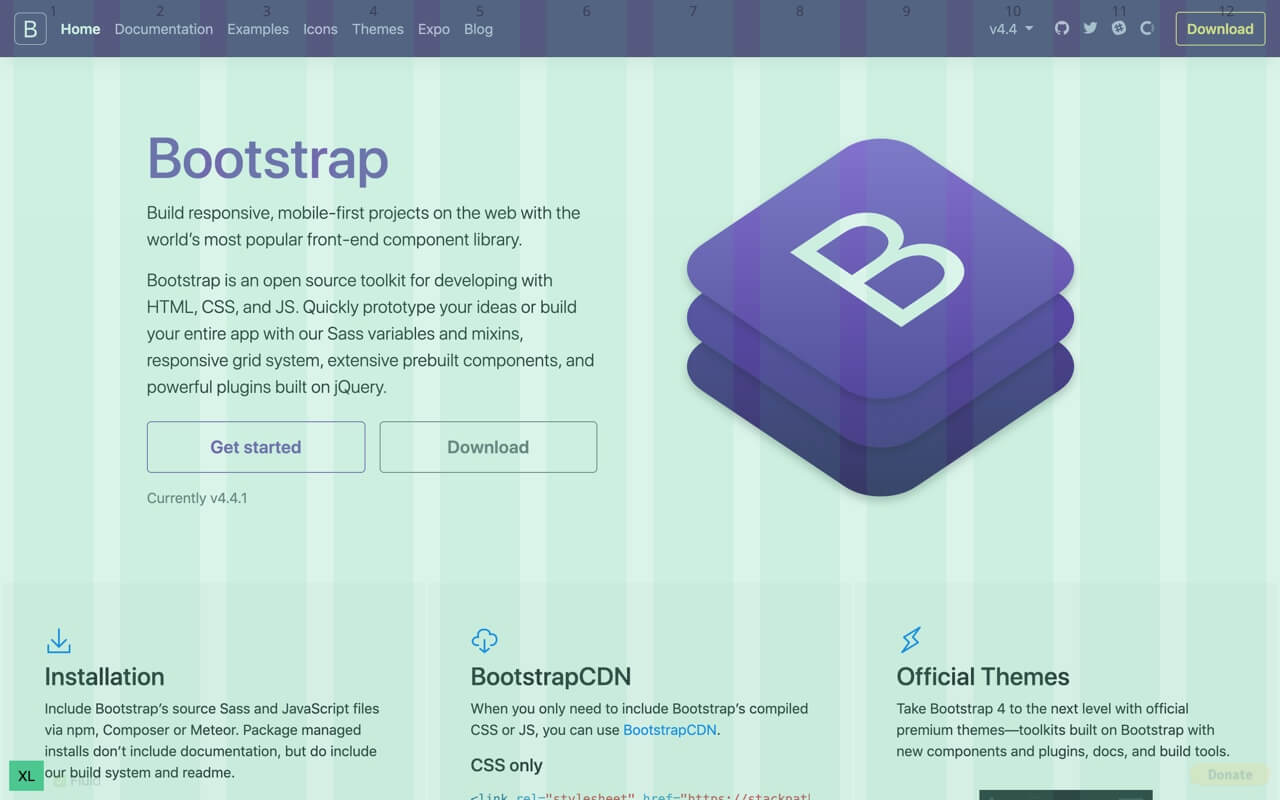 1 2 3 4 5 6 7 8 9 10 11 12
B Home Documentation Examples Icons Themes Expo Blog v4.4 Download
Bootstrap
Build responsive, mobile-first projects on the web with the
world’s most popular front-end component library.
Bootstrap is an open source toolkit for developing with
HTML, CSS, and JS. Quickly prototype your ideas or build
your entire app with our Sass variables and mixins,
responsive grid system, extensive prebuilt components, and
powerful plugins built on jQuery.
Get started Download
Currently v4.4.1
B
Installation
Include Bootstrap’s source Sass and JavaScript files
via npm, Composer or Meteor. Package managed
installs don’t include documentation, but do include
our build system and readme.
BootstrapCDN
When you only need to include Bootstrap’s compiled
CSS or JS, you can use BootstrapCDN.
CSS only
<link rel="stylesheet" href="https://stackpat
Official Themes
Take Bootstrap 4 to the next level with official
premium themes—toolkits built on Bootstrap with
new components and plugins, docs, and build tools.
XL Fluid
Donate